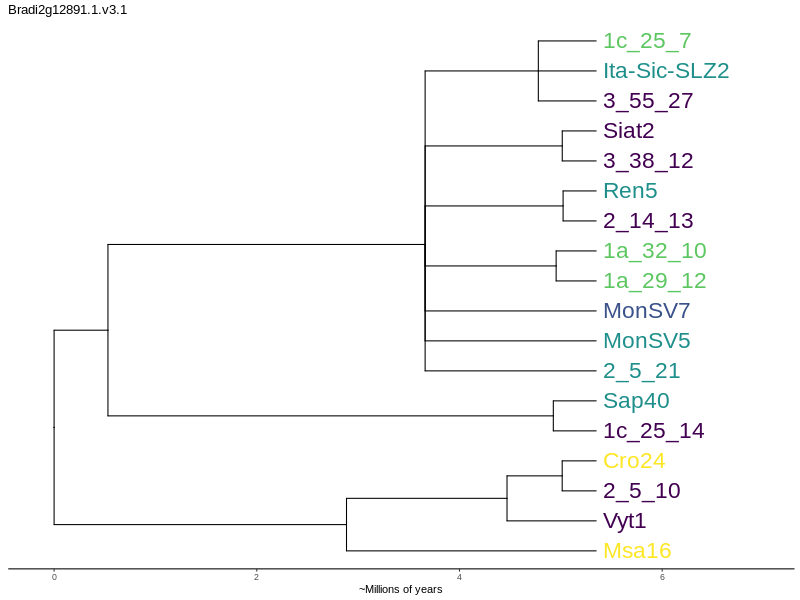 Bradi2g12891.1.v3.1
1c_25_7
Ita-Sic-SLZ2
3_55_27
Siat2
3_38_12
Ren5
2_14_13
1a_32_10
1a_29_12
MonSV7
MonSV5
2_5_21
Sap40
1c_25_14
Cro24
2_5_10
Vyt1
Msa16
0 2 4 6
~Millions of years